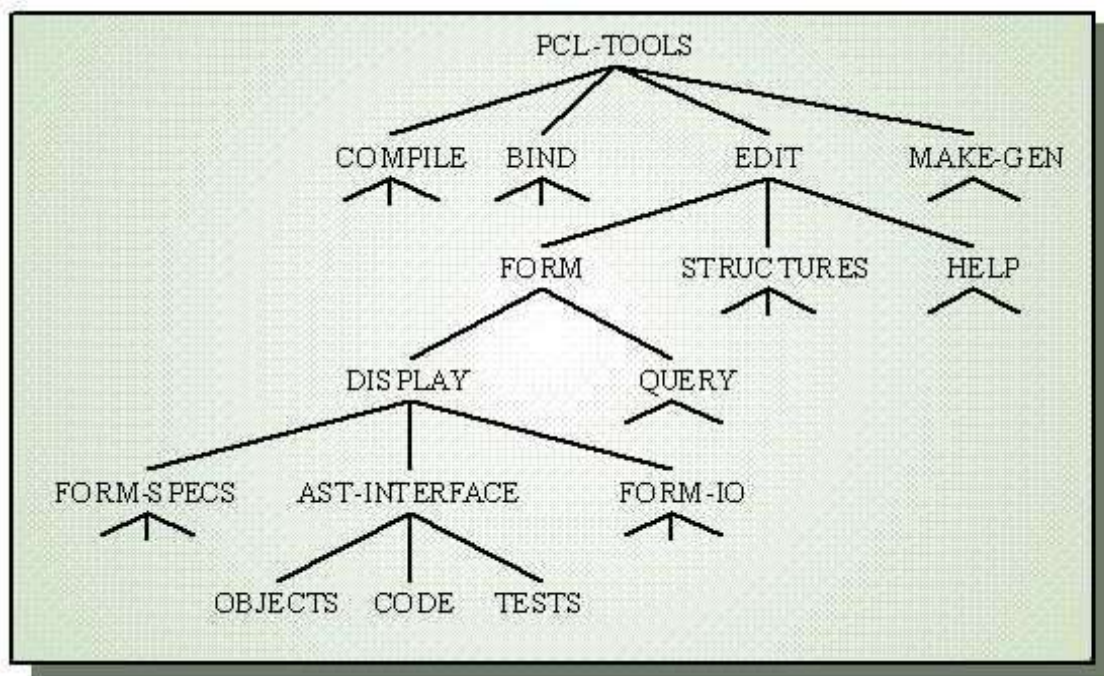 PCL-TOOLS
COMPILE BIND EDIT MAKE-GEN
FORM STRUCTURES HELP
DISPLAY QUERY
FORM-SPECS AST-INTERFACE FORM-IO
OBJECTS CODE TESTS